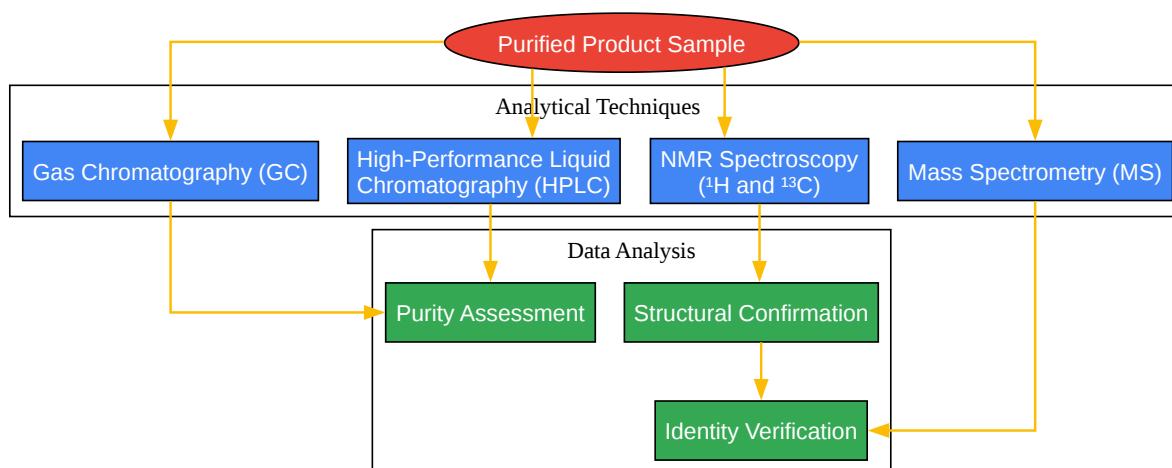 Purified Product Sample
Analytical Techniques
Gas Chromatography (GC)
High-Performance Liquid
Chromatography (HPLC)
NMR Spectroscopy
(¹H and ¹³C)
Mass Spectrometry (MS)
Data Analysis
Purity Assessment
Structural Confirmation
Identity Verification